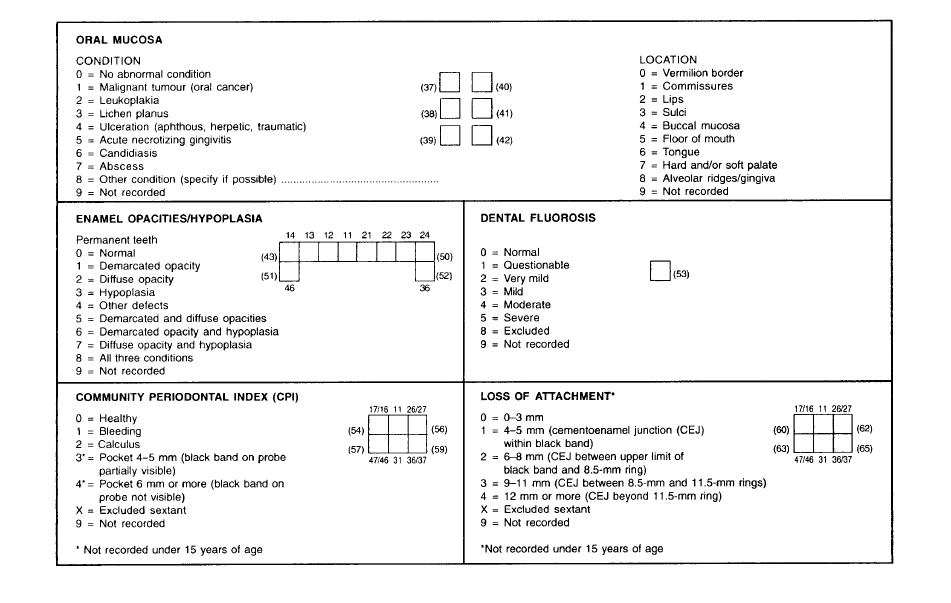 ORAL MUCOSA
CONDITION
0 = No abnormal condition
1 = Malignant tumour (oral cancer)
2 = Leukoplakia
3 = Lichen planus
4 = Ulceration (aphthous, herpetic, traumatic)
5 = Acute necrotizing gingivitis
6 = Candidiasis
7 = Abscess
8 = Other condition (specify if possible) ......................................................
9 = Not recorded
(37) (40)
(38) (41)
(39) (42)
LOCATION
0 = Vermilion border
1 = Commissures
2 = Lips
3 = Sulci
4 = Buccal mucosa
5 = Floor of mouth
6 = Tongue
7 = Hard and/or soft palate
8 = Alveolar ridges/gingiva
9 = Not recorded
ENAMEL OPACITIES/HYPOPLASIA
Permanent teeth
0 = Normal
1 = Demarcated opacity
2 = Diffuse opacity
3 = Hypoplasia
4 = Other defects
5 = Demarcated and diffuse opacities
6 = Demarcated opacity and hypoplasia
7 = Diffuse opacity and hypoplasia
8 = All three conditions
9 = Not recorded
14 13 12 11 21 22 23 24
(43) (50)
(51) (52)
46 36
DENTAL FLUOROSIS
0 = Normal
1 = Questionable
2 = Very mild
3 = Mild
4 = Moderate
5 = Severe
8 = Excluded
9 = Not recorded
(53)
COMMUNITY PERIODONTAL INDEX (CPI)
0 = Healthy
1 = Bleeding
2 = Calculus
3* = Pocket 4–5 mm (black band on probe
partially visible)
4* = Pocket 6 mm or more (black band on
probe not visible)
X = Excluded sextant
9 = Not recorded
* Not recorded under 15 years of age
17/16 11 26/27
(54) (56)
(57) (59)
47/46 31 36/37
LOSS OF ATTACHMENT*
0 = 0–3 mm
1 = 4–5 mm (cementoenamel junction (CEJ)
within black band)
2 = 6–8 mm (CEJ between upper limit of
black band and 8.5-mm ring)
3 = 9–11 mm (CEJ between 8.5-mm and 11.5-mm rings)
4 = 12 mm or more (CEJ beyond 11.5-mm ring)
X = Excluded sextant
9 = Not recorded
*Not recorded under 15 years of age
17/16 11 26/27
(60) (62)
(63) (65)
47/46 31 36/37